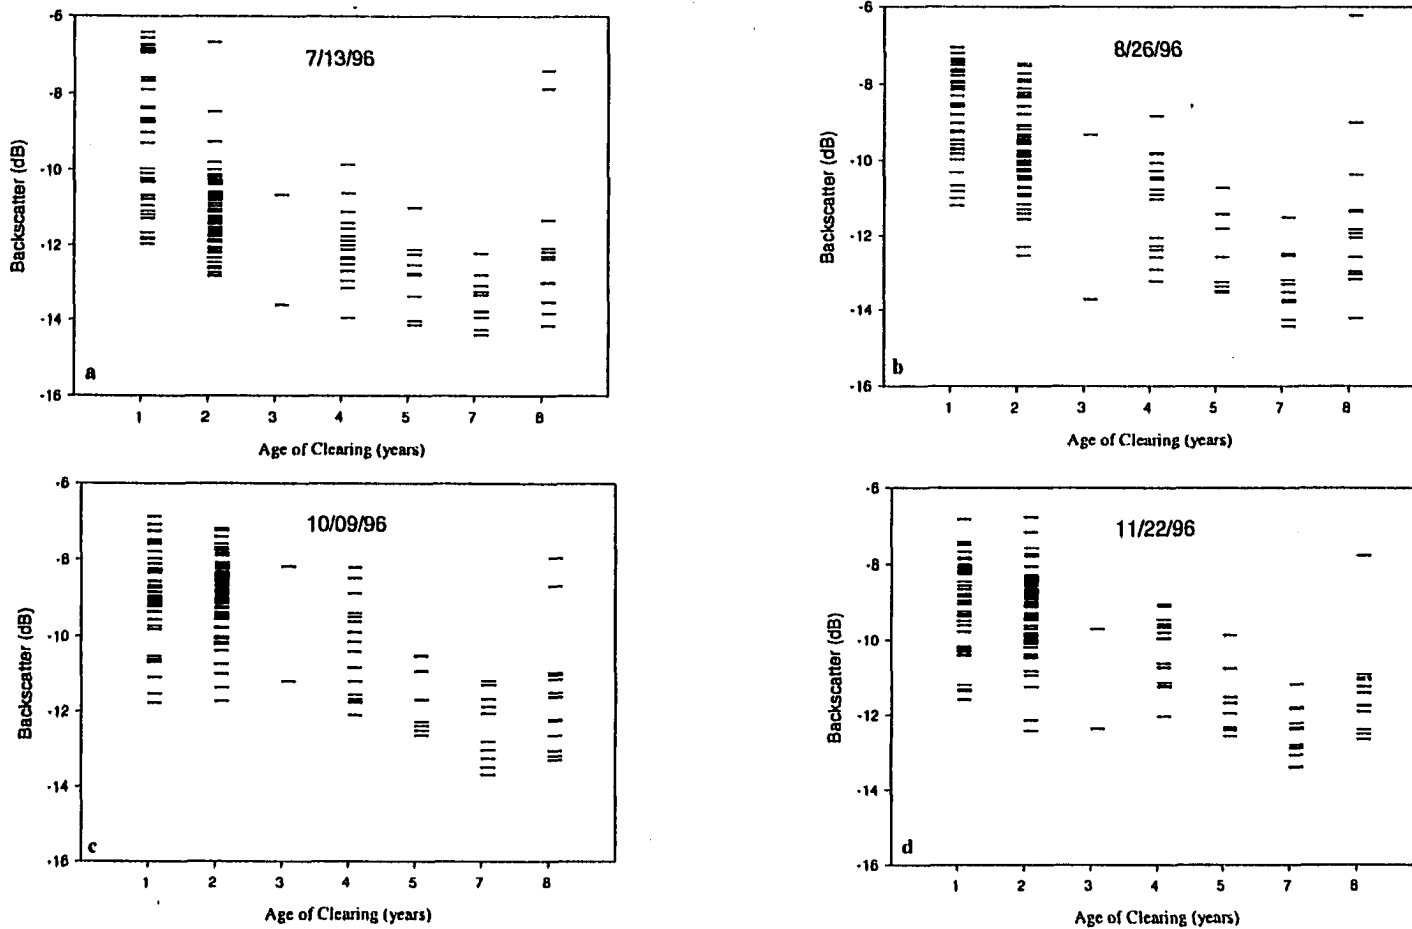 -6
-8
-10
-12
-14
-16
Backscatter (dB)
7/13/96
a
1 2 3 4 5 7 8
Age of Clearing (years)
-6
-8
-10
-12
-14
-16
Backscatter (dB)
8/26/96
b
1 2 3 4 5 7 8
Age of Clearing (years)
-6
-8
-10
-12
-14
-16
Backscatter (dB)
10/09/96
c
1 2 3 4 5 7 8
Age of Clearing (years)
-6
-8
-10
-12
-14
-16
Backscatter (dB)
11/22/96
d
1 2 3 4 5 7 8
Age of Clearing (years)